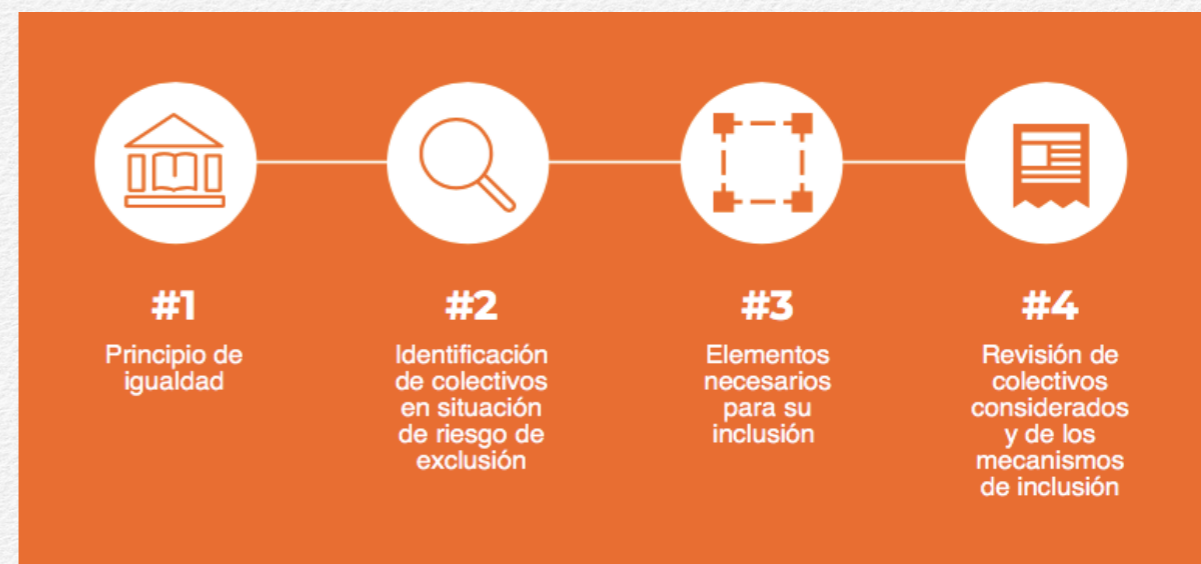 #1
Principio de
igualdad
#2
Identificación
de colectivos
en situación
de riesgo de
exclusión
#3
Elementos
necesarios
para su
inclusión
#4
Revisión de
colectivos
considerados
y de los
mecanismos
de inclusión